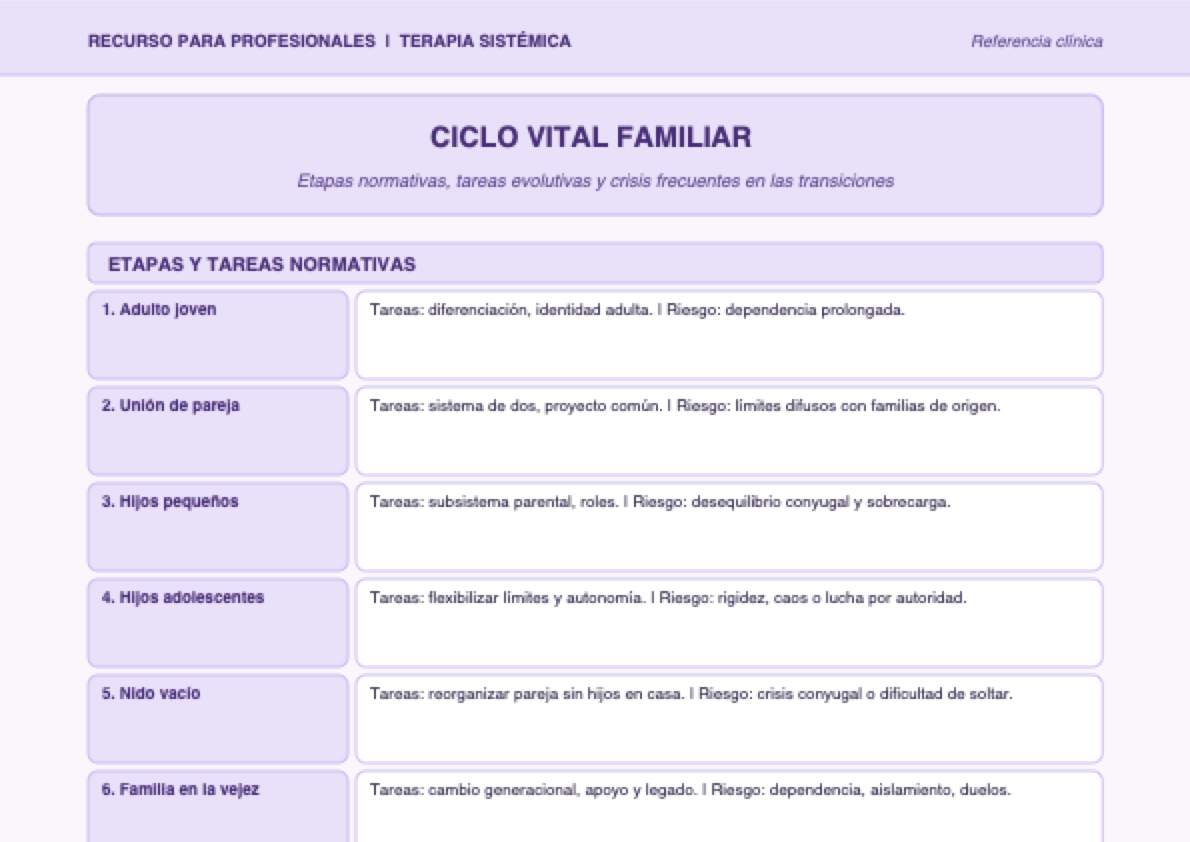 RECURSO PARA PROFESIONALES | TERAPIA SISTÉMICA
Referencia clínica
CICLO VITAL FAMILIAR
Etapas normativas, tareas evolutivas y crisis frecuentes en las transiciones
ETAPAS Y TAREAS NORMATIVAS
1. Adulto joven
Tareas: diferenciación, identidad adulta. | Riesgo: dependencia prolongada.
2. Unión de pareja
Tareas: sistema de dos, proyecto común. | Riesgo: límites difusos con familias de origen.
3. Hijos pequeños
Tareas: subsistema parental, roles. | Riesgo: desequilibrio conyugal y sobrecarga.
4. Hijos adolescentes
Tareas: flexibilizar límites y autonomía. | Riesgo: rigidez, caos o lucha por autoridad.
5. Nido vacío
Tareas: reorganizar pareja sin hijos en casa. | Riesgo: crisis conyugal o dificultad de soltar.
6. Familia en la vejez
Tareas: cambio generacional, apoyo y legado. | Riesgo: dependencia, aislamiento, duelos.